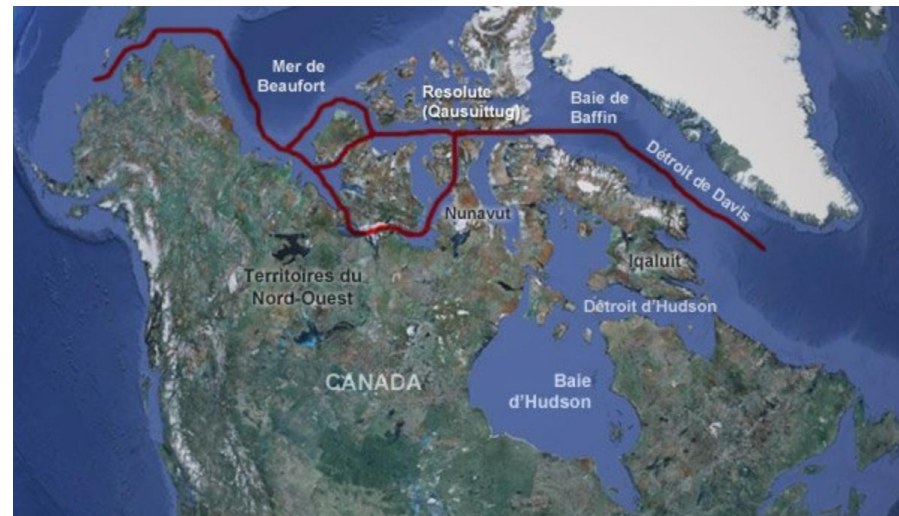 Mer de
Beaufort
Resolute
(Qausuittug)
Baie de
Baffin
Détroit de Davis
Nunavut
Iqaluit
Territoires du
Nord-Ouest
Détroit d'Hudson
CANADA
Baie
d'Hudson